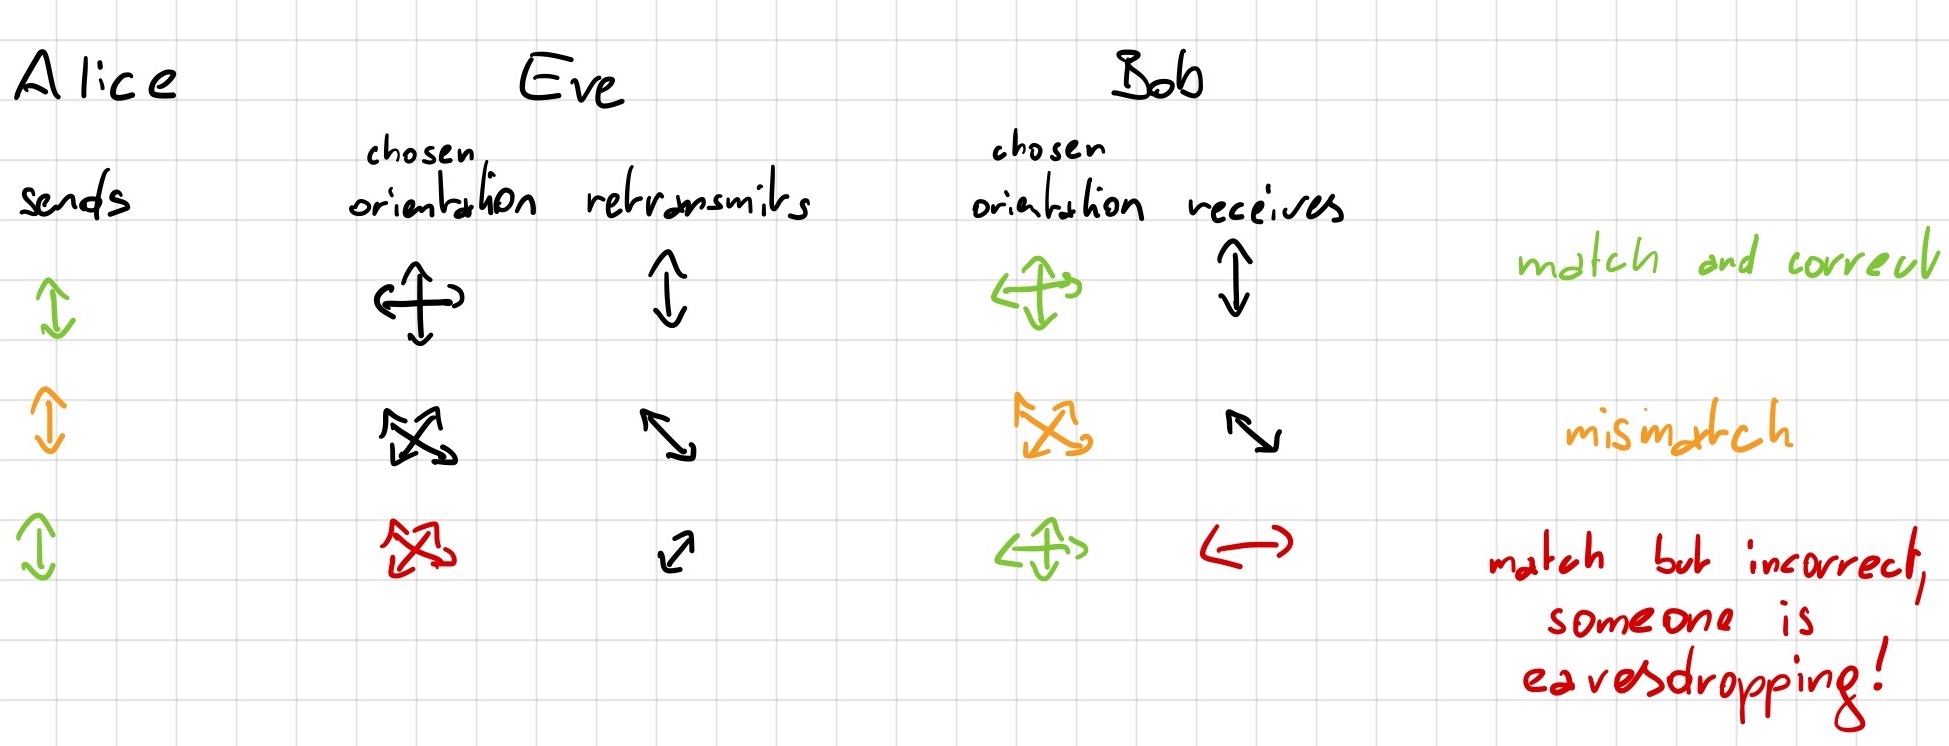 Alice Eve Bob
chosen chosen
sends orientation retransmits orientation receives
match and correct
mismatch
match but incorrect,
someone is
eavesdropping!